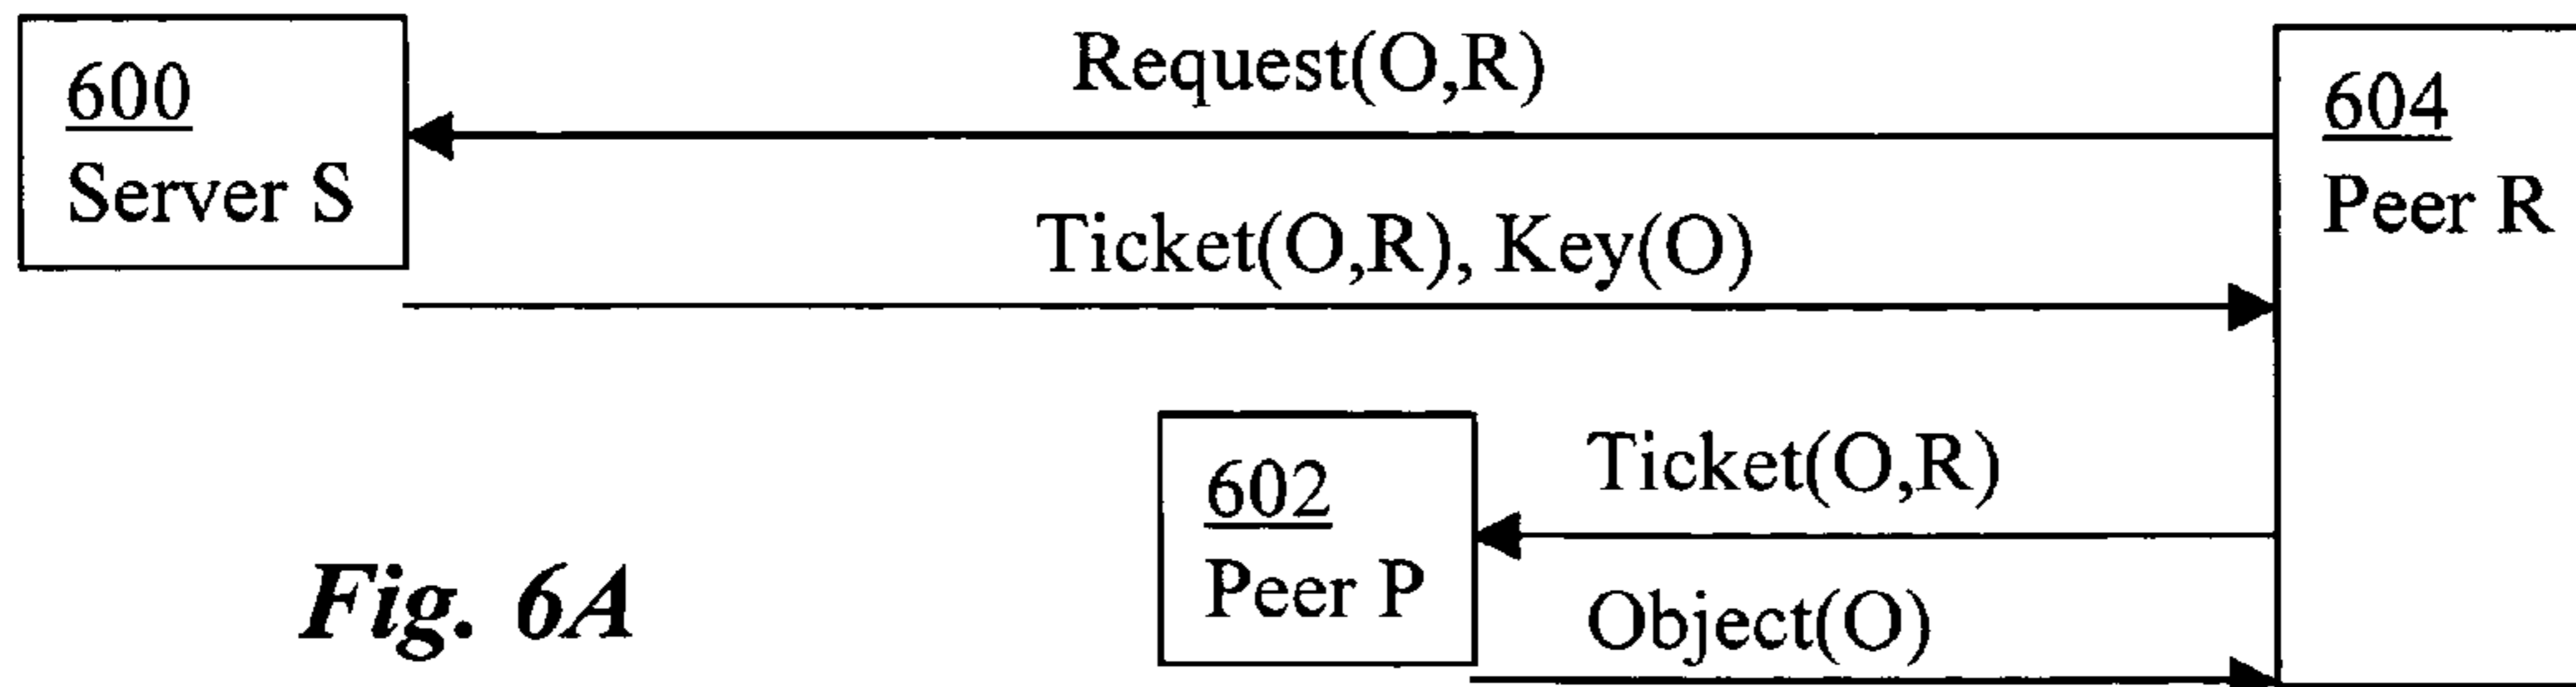 600
Server S
Request(O,R)
604
Peer R
Ticket(O,R), Key(O)
602
Peer P
Ticket(O,R)
Object(O)
Fig. 6A